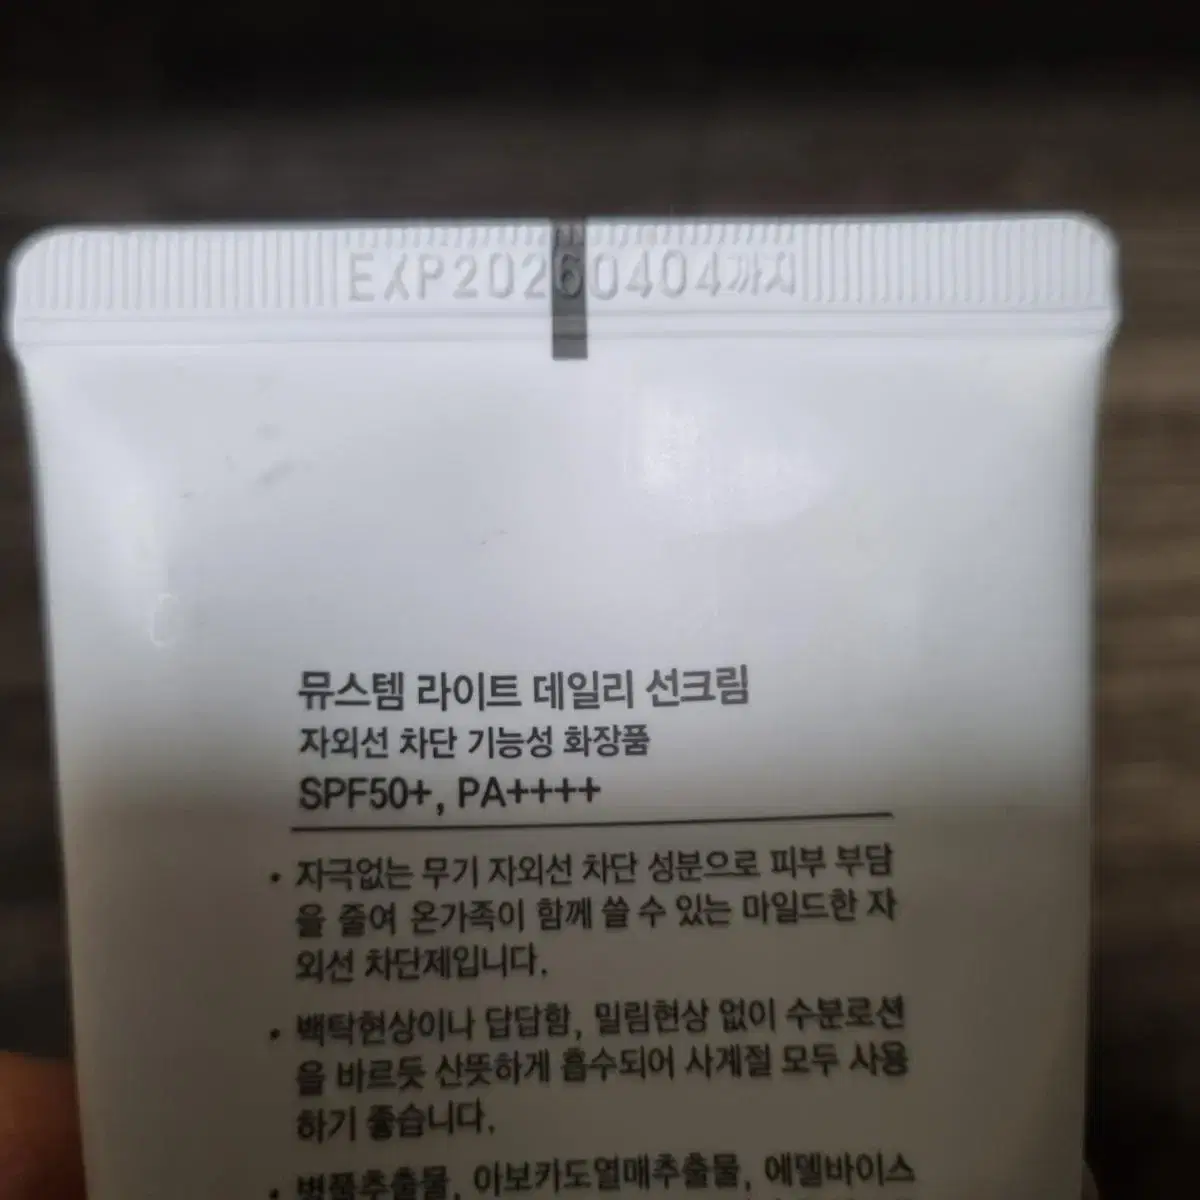 EXP20260404까지
뮤스템 라이트 데일리 선크림
자외선 차단 기능성 화장품
SPF50+, PA++++
• 자극없는 무기 자외선 차단 성분으로 피부 부담
을 줄여 온가족이 함께 쓸 수 있는 마일드한 자
외선 차단제입니다.
• 백탁현상이나 답답함, 밀림현상 없이 수분로션
을 바르듯 산뜻하게 흡수되어 사계절 모두 사용
하기 좋습니다.
• 병풀추출물, 아보카도열매추출물, 에델바이스